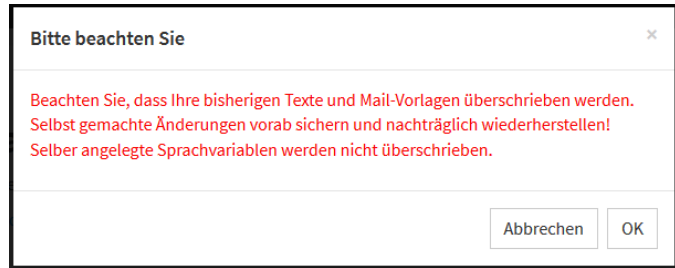 Bitte beachten Sie
×
Beachten Sie, dass Ihre bisherigen Texte und Mail-Vorlagen überschrieben werden.
Selbst gemachte Änderungen vorab sichern und nachträglich wiederherstellen!
Selber angelegte Sprachvariablen werden nicht überschrieben.
Abbrechen OK